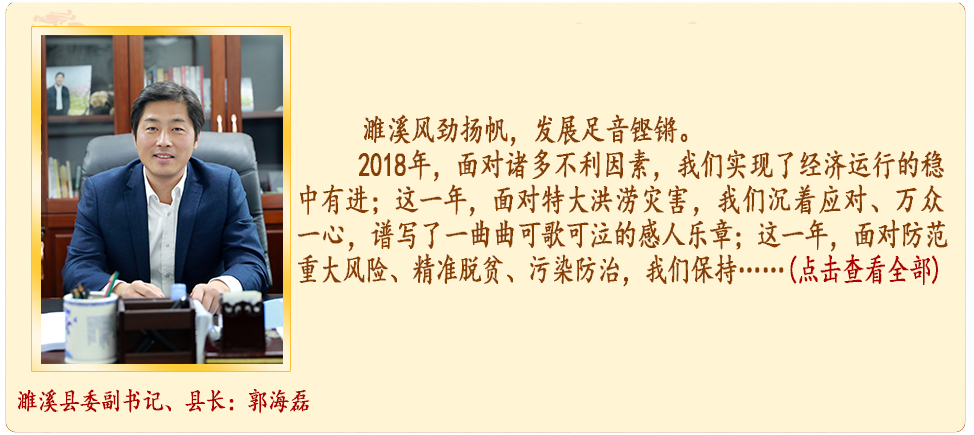 濉溪风劲扬帆，发展足音铿锵。
2018年，面对诸多不利因素，我们实现了经济运行的稳
中有进；这一年，面对特大洪涝灾害，我们沉着应对、万众
一心，谱写了一曲曲可歌可泣的感人乐章；这一年，面对防范
重大风险、精准脱贫、污染防治，我们保持……(点击查看全部)
濉溪县委副书记、县长：郭海磊